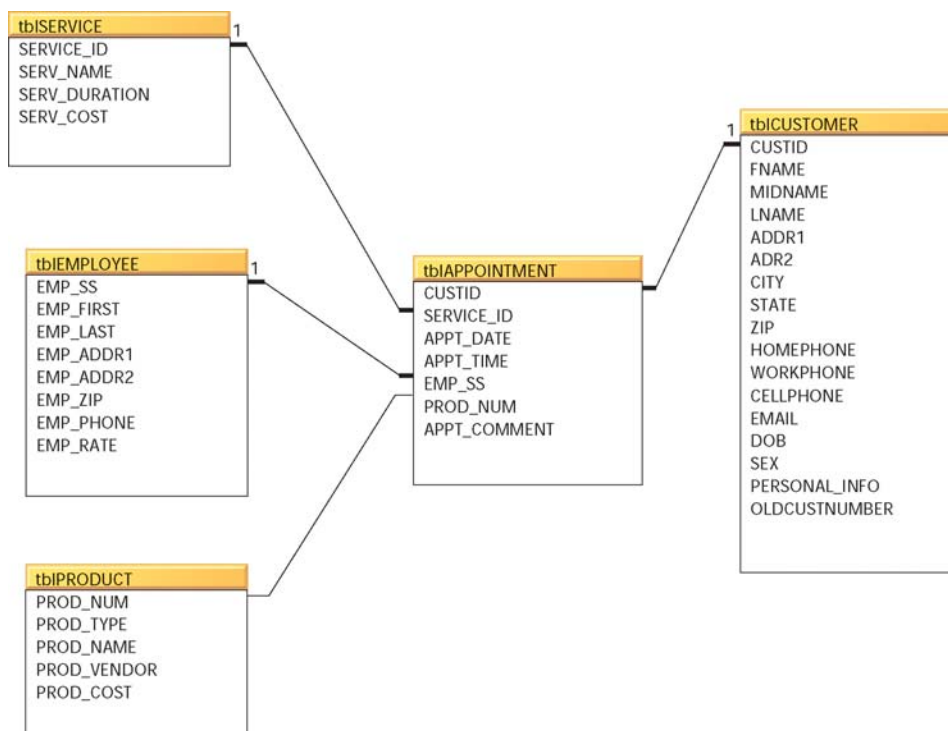 tblSERVICE
1
SERVICE_ID
SERV_NAME
SERV_DURATION
SERV_COST
tblEMPLOYEE
1
EMP_SS
EMP_FIRST
EMP_LAST
EMP_ADDR1
EMP_ADDR2
EMP_ZIP
EMP_PHONE
EMP_RATE
tblPRODUCT
PROD_NUM
PROD_TYPE
PROD_NAME
PROD_VENDOR
PROD_COST
tblAPPOINTMENT
CUSTID
SERVICE_ID
APPT_DATE
APPT_TIME
EMP_SS
PROD_NUM
APPT_COMMENT
1
tblCUSTOMER
CUSTID
FNAME
MIDNAME
LNAME
ADDR1
ADR2
CITY
STATE
ZIP
HOMEPHONE
WORKPHONE
CELLPHONE
EMAIL
DOB
SEX
PERSONAL_INFO
OLDCUSTNUMBER